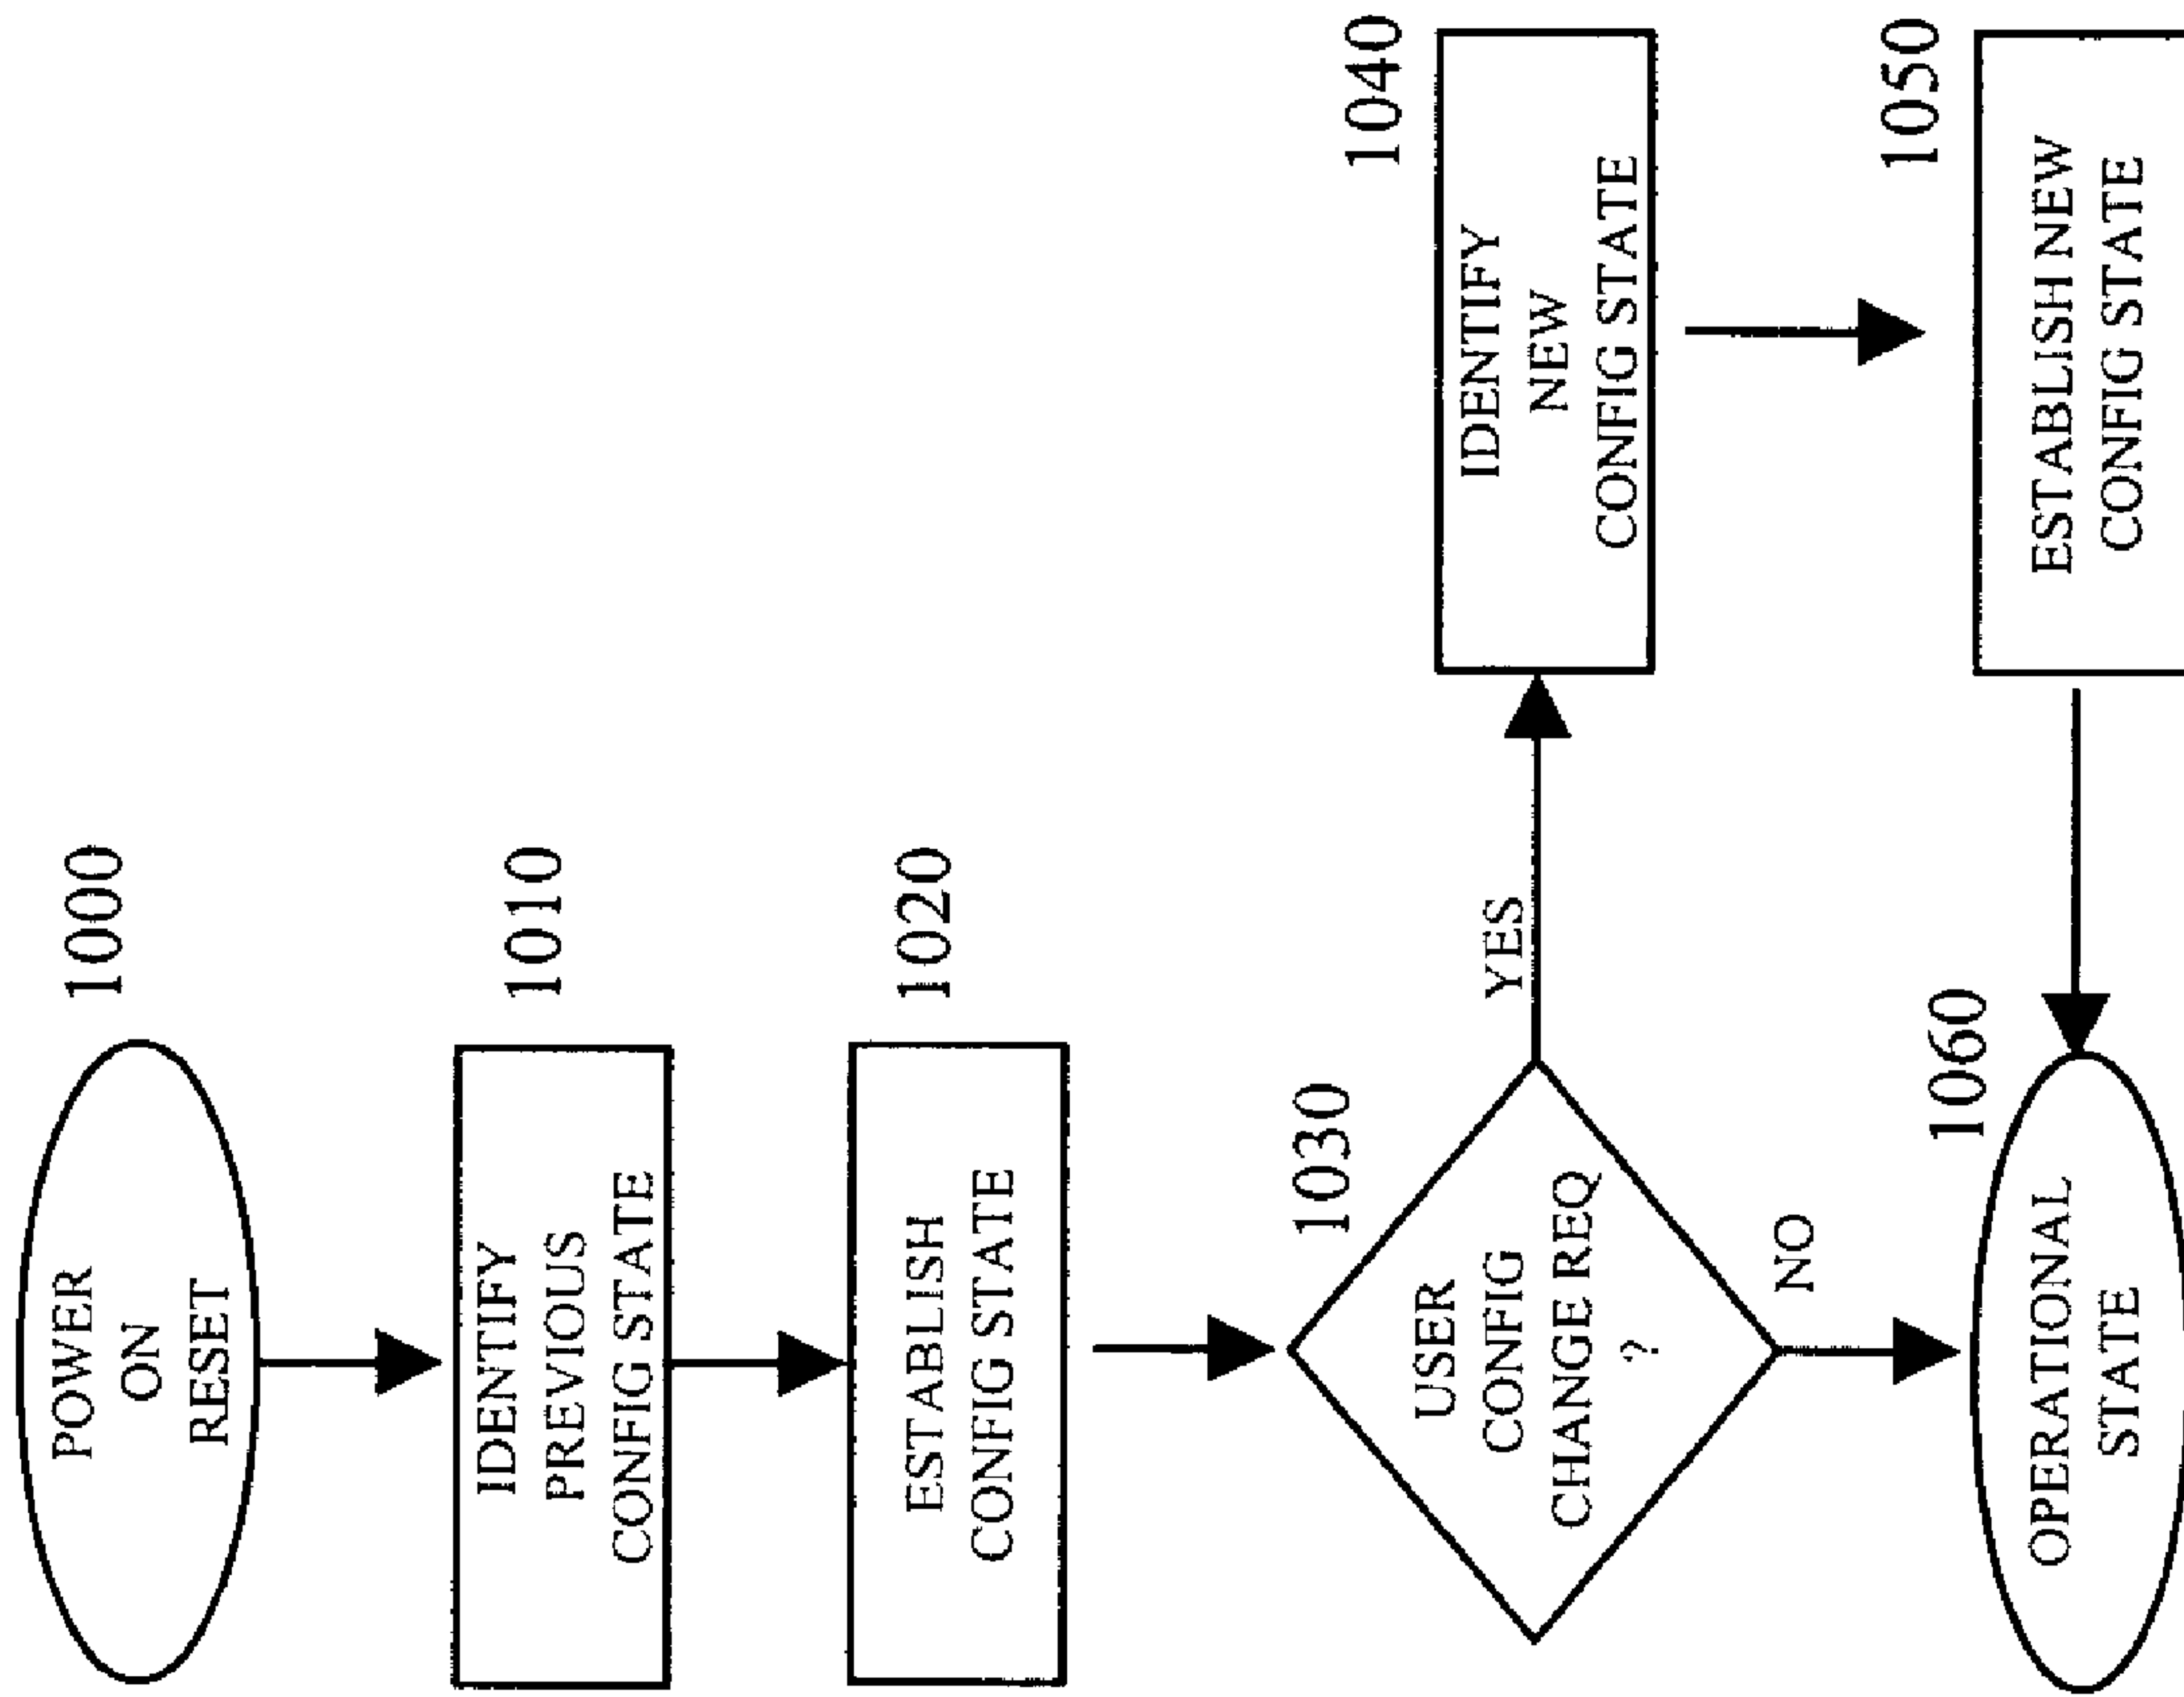 1000
POWER
ON
RESET
1010
IDENTIFY
PREVIOUS
CONFIG STATE
1020
ESTABLISH
CONFIG STATE
1030
USER
CONFIG
CHANGE REQ
?
YES
NO
1040
IDENTIFY
NEW
CONFIG STATE
1050
ESTABLISH NEW
CONFIG STATE
1060
OPERATIONAL
STATE